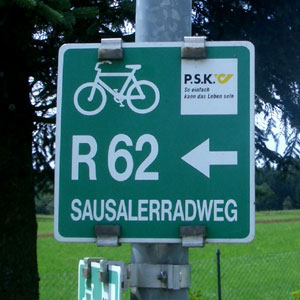 P.S.K.
So einfach
kann das Leben sein
R 62
SAUSALERRADWEG